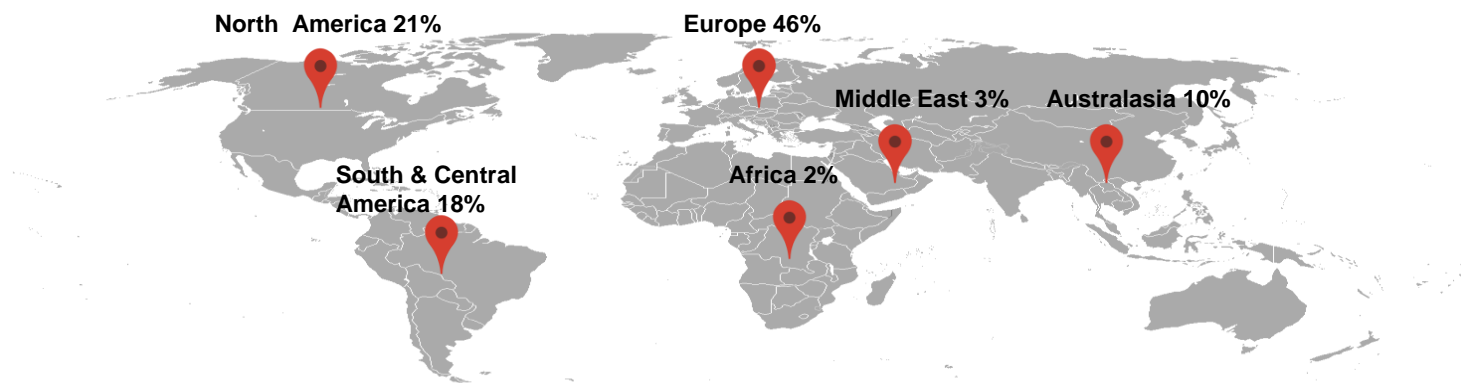 North America 21%
Europe 46%
Middle East 3%
Australasia 10%
South & Central
America 18%
Africa 2%